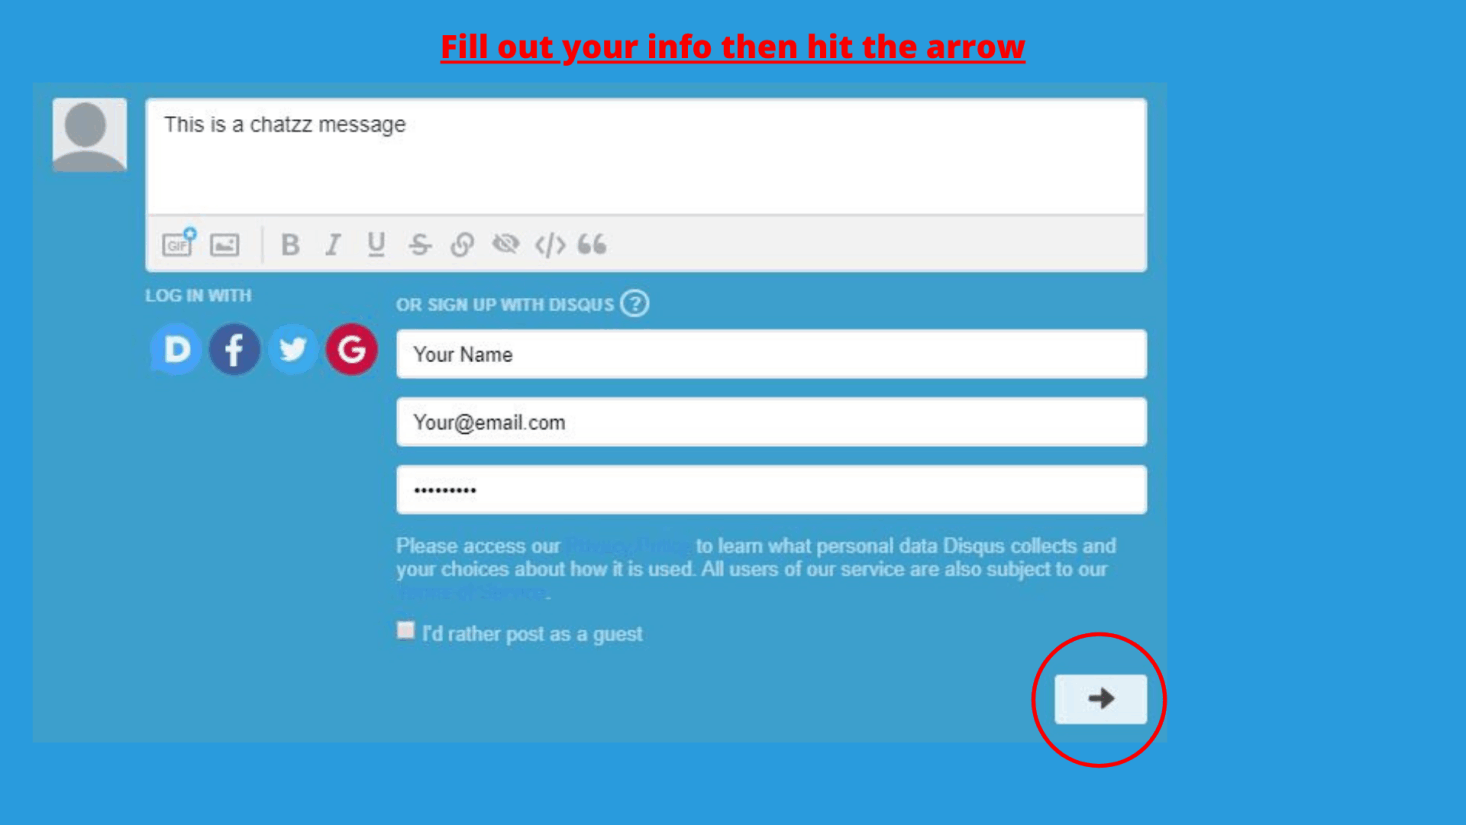 Fill out your info then hit the arrow
This is a chatzz message
GIF B I U S </>
LOG IN WITH
OR SIGN UP WITH DISQUS ?
D f G
Your Name
Your@email.com
•••••••••
Please access our Privacy Policy to learn what personal data Disqus collects and
your choices about how it is used. All users of our service are also subject to our
Terms of Service.
I'd rather post as a guest